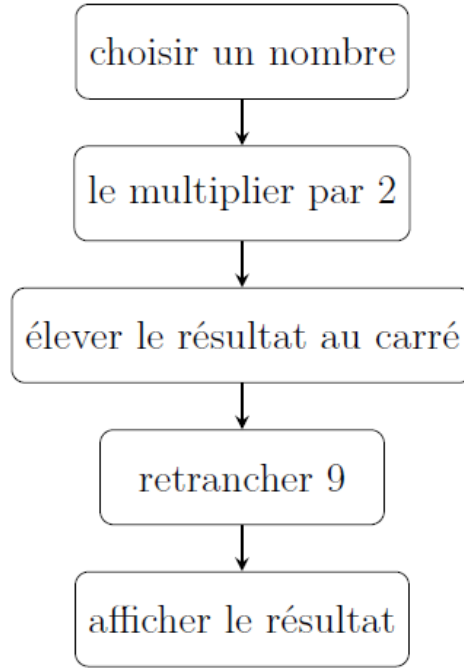 choisir un nombre
le multiplier par 2
élever le résultat au carré
retrancher 9
afficher le résultat